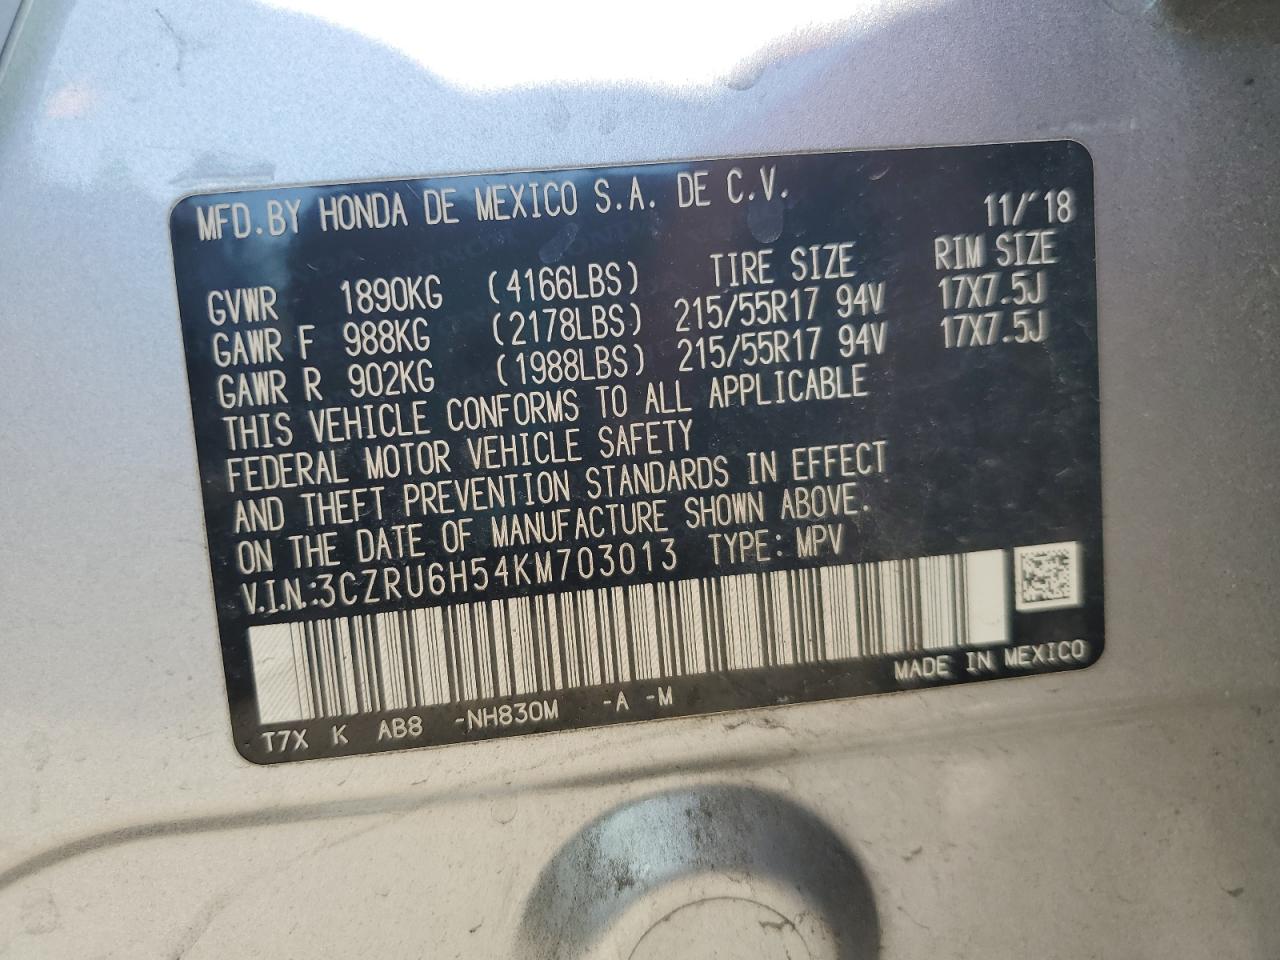 MFD.BY HONDA DE MEXICO S.A. DE C.V. 11/'18
TIRE SIZE RIM SIZE
GVWR 1890KG (4166LBS)
GAWR F 988KG (2178LBS) 215/55R17 94V 17X7.5J
GAWR R 902KG (1988LBS) 215/55R17 94V 17X7.5J
THIS VEHICLE CONFORMS TO ALL APPLICABLE
FEDERAL MOTOR VEHICLE SAFETY
AND THEFT PREVENTION STANDARDS IN EFFECT
ON THE DATE OF MANUFACTURE SHOWN ABOVE.
V.I.N.:3CZRU6H54KM703013 TYPE: MPV
MADE IN MEXICO
T7X K AB8 -NH830M -A -M